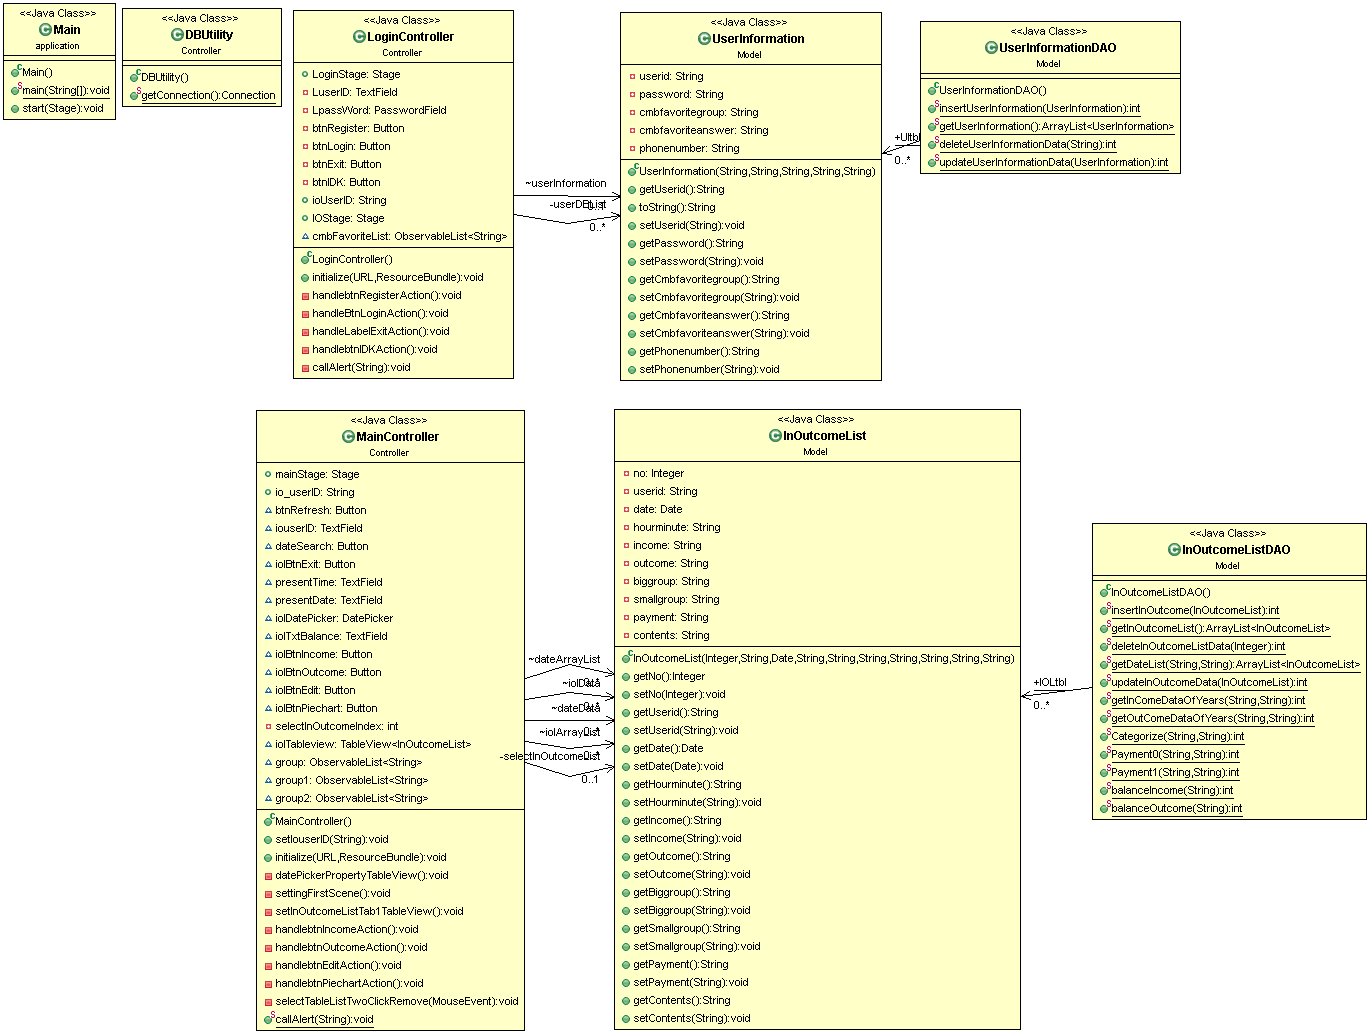 <<Java Class>>
Main
application
Main()
main(String[]):void
start(Stage):void
<<Java Class>>
DBUtility
Controller
DBUtility()
getConnection():Connection
<<Java Class>>
LoginController
Controller
LoginStage: Stage
LuserID: TextField
LpassWord: PasswordField
btnRegister: Button
btnLogin: Button
btnExit: Button
btnIDK: Button
ioUserID: String
IOStage: Stage
cmbFavoriteList: ObservableList<String>
LoginController()
initialize(URL,ResourceBundle):void
handlebtnRegisterAction():void
handleBtnLoginAction():void
handleLabelExitAction():void
handlebtnIDKAction():void
callAlert(String):void
~userInformation
0..1
-userDBList
0..*
<<Java Class>>
UserInformation
Model
userid: String
password: String
cmbfavoritegroup: String
cmbfavoriteanswer: String
phonenumber: String
UserInformation(String,String,String,String,String)
getUserid():String
toString():String
setUserid(String):void
getPassword():String
setPassword(String):void
getCmbfavoritegroup():String
setCmbfavoritegroup(String):void
getCmbfavoriteanswer():String
setCmbfavoriteanswer(String):void
getPhonenumber():String
setPhonenumber(String):void
+UItbl
0..*
<<Java Class>>
UserInformationDAO
Model
UserInformationDAO()
insertUserInformation(UserInformation):int
getUserInformation():ArrayList<UserInformation>
deleteUserInformationData(String):int
updateUserInformationData(UserInformation):int
<<Java Class>>
MainController
Controller
mainStage: Stage
io_userID: String
btnRefresh: Button
iouserID: TextField
dateSearch: Button
iolBtnExit: Button
presentTime: TextField
presentDate: TextField
iolDatePicker: DatePicker
iolTxtBalance: TextField
iolBtnIncome: Button
iolBtnOutcome: Button
iolBtnEdit: Button
iolBtnPiechart: Button
selectInOutcomeIndex: int
iolTableview: TableView<InOutcomeList>
group: ObservableList<String>
group1: ObservableList<String>
group2: ObservableList<String>
MainController()
setIouserID(String):void
initialize(URL,ResourceBundle):void
datePickerPropertyTableView():void
settingFirstScene():void
setInOutcomeListTab1TableView():void
handlebtnIncomeAction():void
handlebtnOutcomeAction():void
handlebtnEditAction():void
handlebtnPiechartAction():void
selectTableListTwoClickRemove(MouseEvent):void
callAlert(String):void
~dateArrayList
0..*
~iolData
0..*
~dateData
0..*
~iolArrayList
0..*
-selectInOutcomeList
0..1
<<Java Class>>
InOutcomeList
Model
no: Integer
userid: String
date: Date
hourminute: String
income: String
outcome: String
biggroup: String
smallgroup: String
payment: String
contents: String
InOutcomeList(Integer,String,Date,String,String,String,String,String,String,String)
getNo():Integer
setNo(Integer):void
getUserid():String
setUserid(String):void
getDate():Date
setDate(Date):void
getHourminute():String
setHourminute(String):void
getIncome():String
setIncome(String):void
getOutcome():String
setOutcome(String):void
getBiggroup():String
setBiggroup(String):void
getSmallgroup():String
setSmallgroup(String):void
getPayment():String
setPayment(String):void
getContents():String
setContents(String):void
+IOLtbl
0..*
<<Java Class>>
InOutcomeListDAO
Model
InOutcomeListDAO()
insertInOutcome(InOutcomeList):int
getInOutcomeList():ArrayList<InOutcomeList>
deleteInOutcomeListData(Integer):int
getDateList(String,String):ArrayList<InOutcomeList>
updateInOutcomeData(InOutcomeList):int
getInComeDataOfYears(String,String):int
getOutComeDataOfYears(String,String):int
Categorize(String,String):int
Payment0(String,String):int
Payment1(String,String):int
balanceIncome(String):int
balanceOutcome(String):int